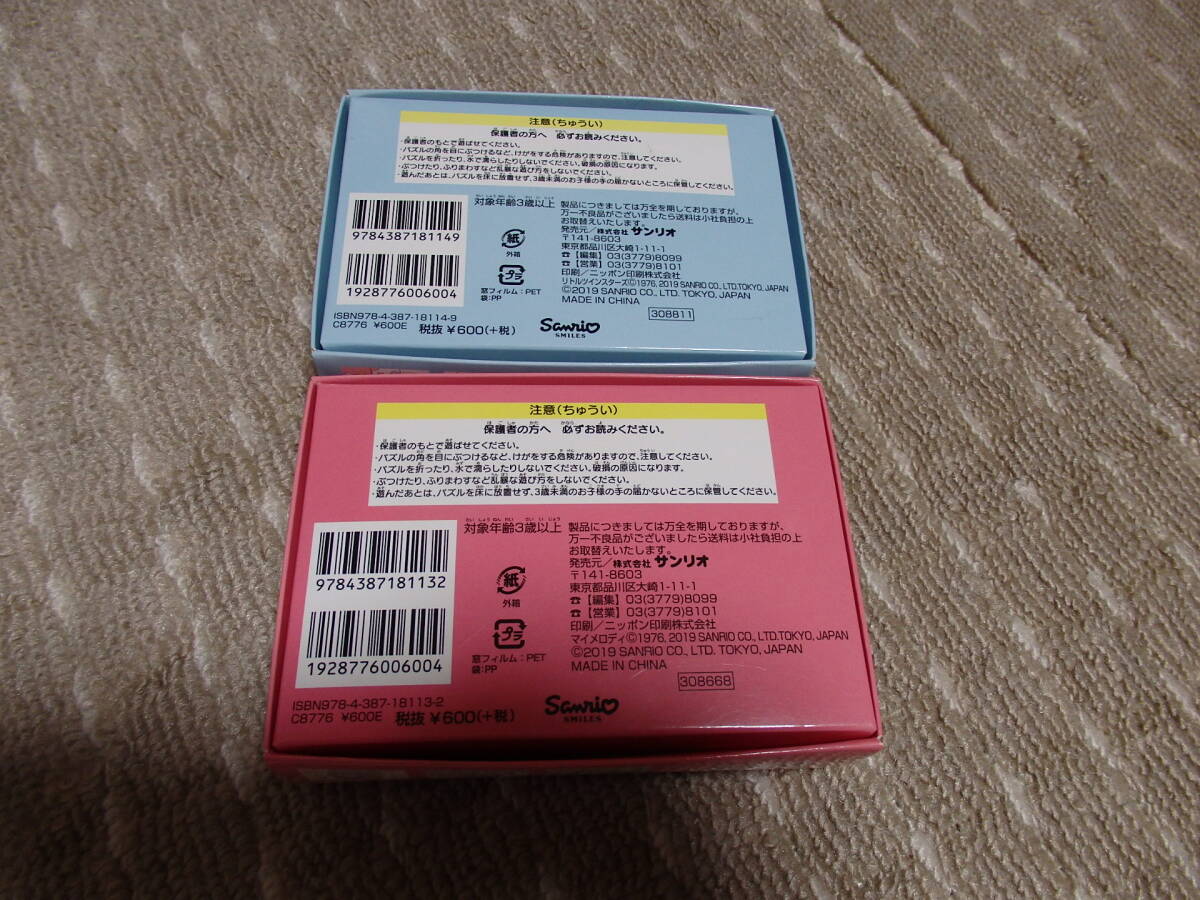 注意(ちゅうい)
保護者の方へ 必ずお読みください。
・保護者のもとで遊ばせてください。
・パズルの角を目にぶつけるなど、けがをする危険がありますので、注意してください。
・パズルを折ったり、水で濡らしたりしないでください。破損の原因になります。
・ぶつけたり、ふりまわすなど乱暴な遊び方をしないでください。
・遊んだあとは、パズルを床に放置せず、3歳未満のお子様の手の届かないところに保管してください。
対象年齢3歳以上
製品につきましては万全を期しておりますが、
万一不良品がございましたら送料は小社負担の上
お取替えいたします。
発売元/株式会社 サンリオ
〒141-8603
東京都品川区大崎1-11-1
☎【編集】03(3779)8099
☎【営業】03(3779)8101
印刷/ニッポン印刷株式会社
リトルツインスターズ©1976, 2019 SANRIO CO., LTD.TOKYO, JAPAN
©2019 SANRIO CO., LTD. TOKYO, JAPAN
MADE IN CHINA
308811
9784387181149
1928776006004
紙
外箱
プラ
窓フィルム:PET
袋:PP
ISBN978-4-387-18114-9
C8776 ¥600E 税抜 ¥600(+税)
Sanrio
SMILES
注意(ちゅうい)
保護者の方へ 必ずお読みください。
・保護者のもとで遊ばせてください。
・パズルの角を目にぶつけるなど、けがをする危険がありますので、注意してください。
・パズルを折ったり、水で濡らしたりしないでください。破損の原因になります。
・ぶつけたり、ふりまわすなど乱暴な遊び方をしないでください。
・遊んだあとは、パズルを床に放置せず、3歳未満のお子様の手の届かないところに保管してください。
対象年齢3歳以上
製品につきましては万全を期しておりますが、
万一不良品がございましたら送料は小社負担の上
お取替えいたします。
発売元/株式会社 サンリオ
〒141-8603
東京都品川区大崎1-11-1
☎【編集】03(3779)8099
☎【営業】03(3779)8101
印刷/ニッポン印刷株式会社
マイメロディ©1976, 2019 SANRIO CO., LTD.TOKYO, JAPAN
©2019 SANRIO CO., LTD. TOKYO, JAPAN
MADE IN CHINA
308668
9784387181132
1928776006004
紙
外箱
プラ
窓フィルム:PET
袋:PP
ISBN978-4-387-18113-2
C8776 ¥600E 税抜 ¥600(+税)
Sanrio
SMILES